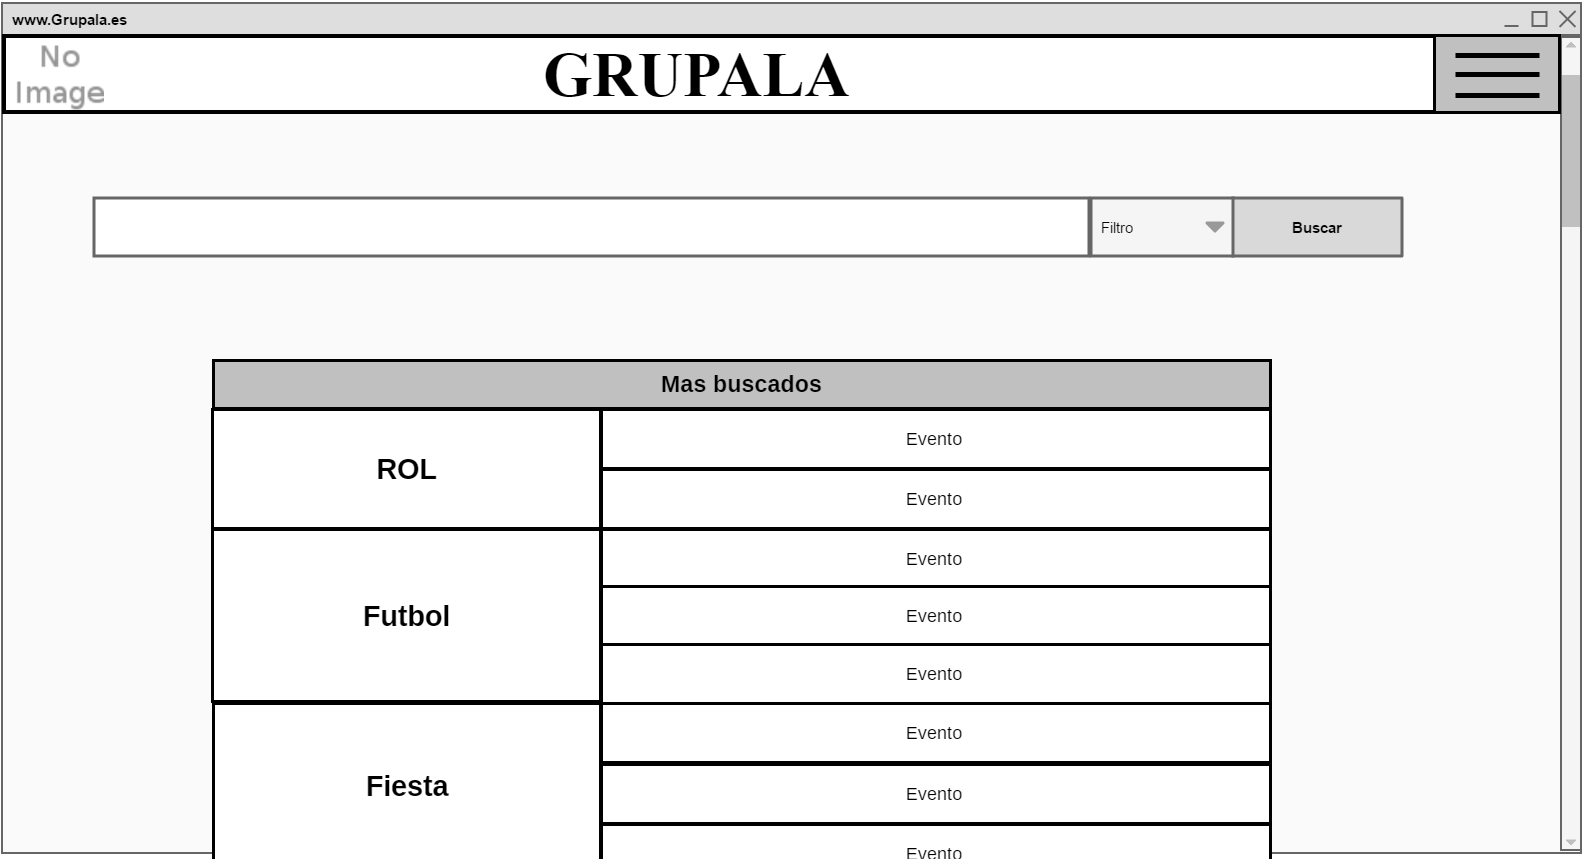 www.Grupala.es
No
Image
GRUPALA
Filtro
Buscar
Mas buscados
ROL
Evento
Evento
Futbol
Evento
Evento
Evento
Fiesta
Evento
Evento
Evento